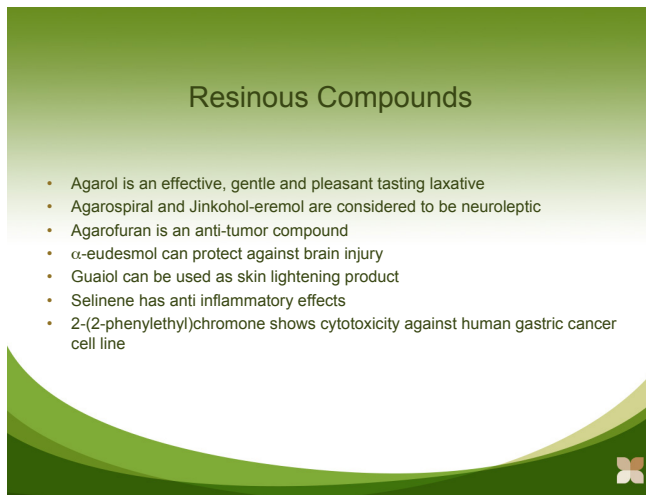 Resinous Compounds
• Agarol is an effective, gentle and pleasant tasting laxative
• Agarospiral and Jinkohol-eremol are considered to be neuroleptic
• Agarofuran is an anti-tumor compound
• α-eudesmol can protect against brain injury
• Guaiol can be used as skin lightening product
• Selinene has anti inflammatory effects
• 2-(2-phenylethyl)chromone shows cytotoxicity against human gastric cancer
cell line